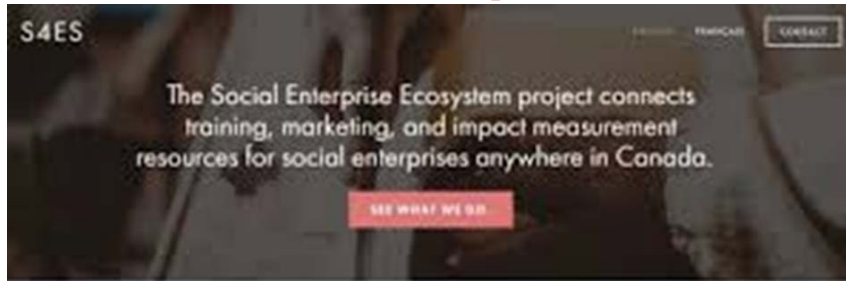 S4ES
ENGLISH FRANÇAIS CONTACT
The Social Enterprise Ecosystem project connects
training, marketing, and impact measurement
resources for social enterprises anywhere in Canada.
SEE WHAT WE DO